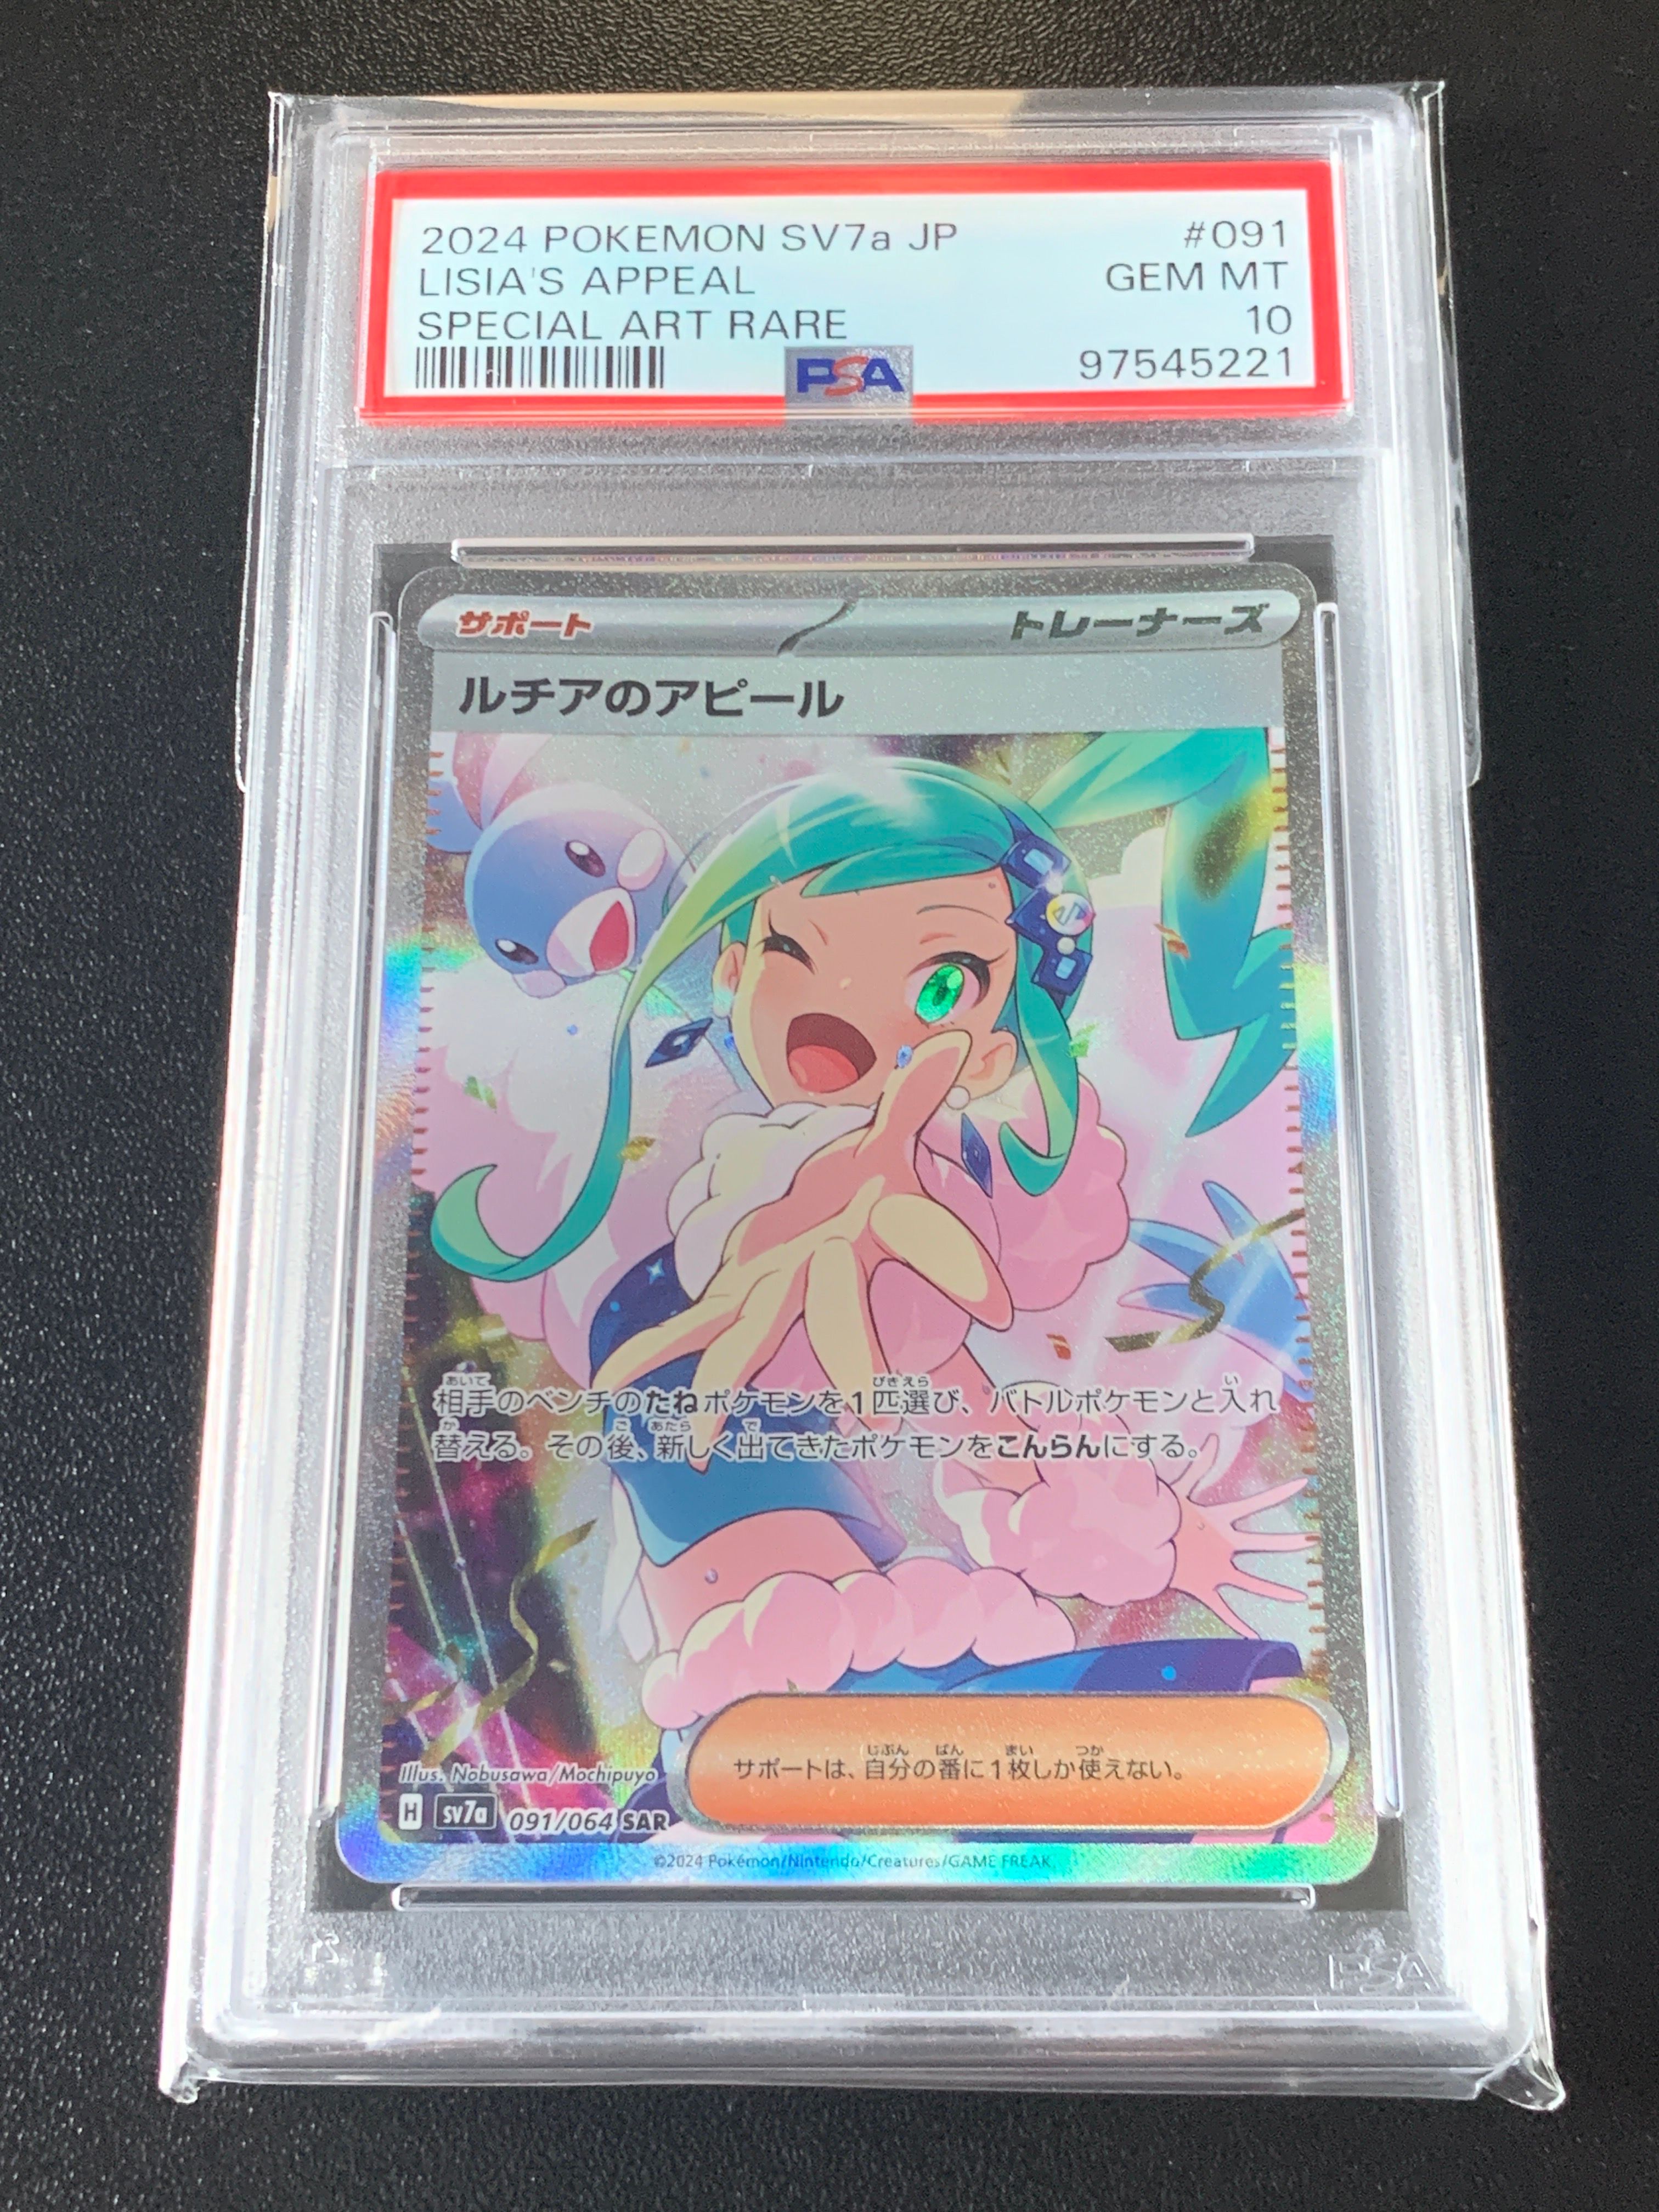 2024 POKEMON SV7a JP #091
LISIA'S APPEAL GEM MT
SPECIAL ART RARE 10
PSA 97545221
サポート トレーナーズ
ルチアのアピール
相手のベンチのたねポケモンを1匹選び、バトルポケモンと入れ
替える。その後、新しく出てきたポケモンをこんらんにする。
サポートは、自分の番に1枚しか使えない。
Illus. Nobusawa/Mochipuyo
H sv7a 091/064 SAR
©2024 Pokémon/Nintendo/Creatures/GAME FREAK
PSA